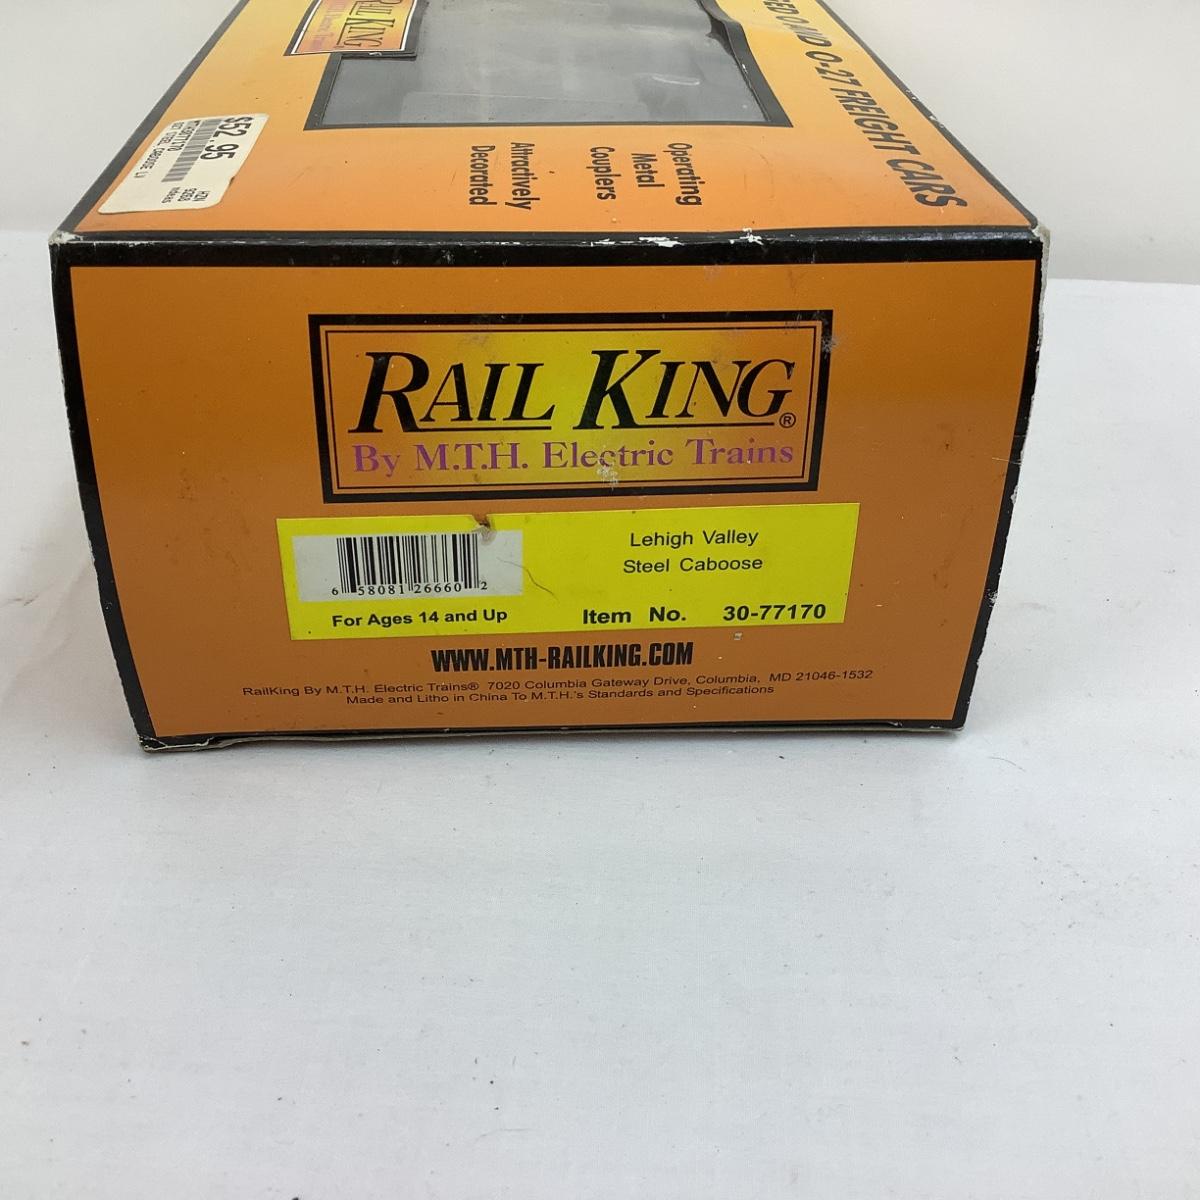 RAIL KING
O AND O-27 FREIGHT CARS
$52.95
Operating
Metal
Couplers
Attractively
Decorated
RAIL KING®
By M.T.H. Electric Trains
Lehigh Valley
Steel Caboose
6 58081 26660 2
For Ages 14 and Up
Item No. 30-77170
WWW.MTH-RAILKING.COM
RailKing By M.T.H. Electric Trains® 7020 Columbia Gateway Drive, Columbia, MD 21046-1532
Made and Litho in China To M.T.H.'s Standards and Specifications